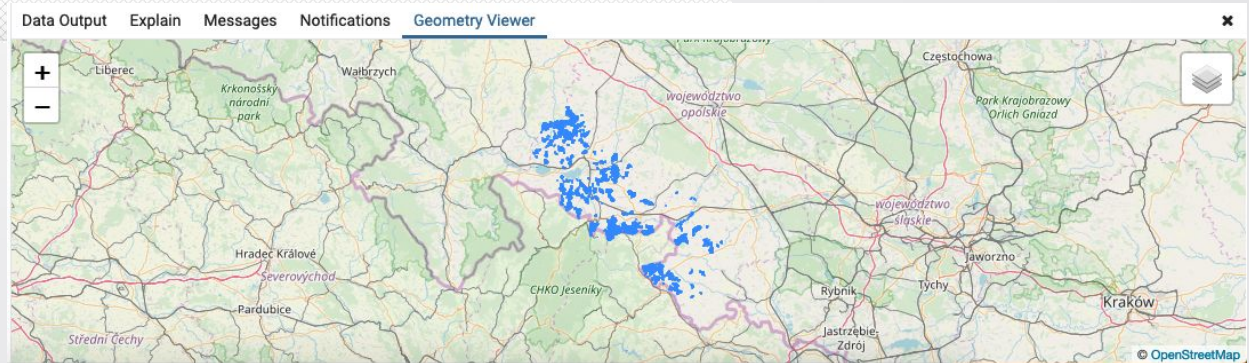 Data Output Explain Messages Notifications Geometry Viewer ×
+
−
Liberec
Wałbrzych
Krkonošský
národní
park
województwo
opolskie
Częstochowa
Park Krajobrazowy
Orlich Gniazd
województwo
śląskie
Jaworzno
Hradec Králové
Severovýchod
Pardubice
Střední Čechy
CHKO Jeseníky
Rybnik
Tychy
Kraków
Jastrzębie-
Zdrój
© OpenStreetMap